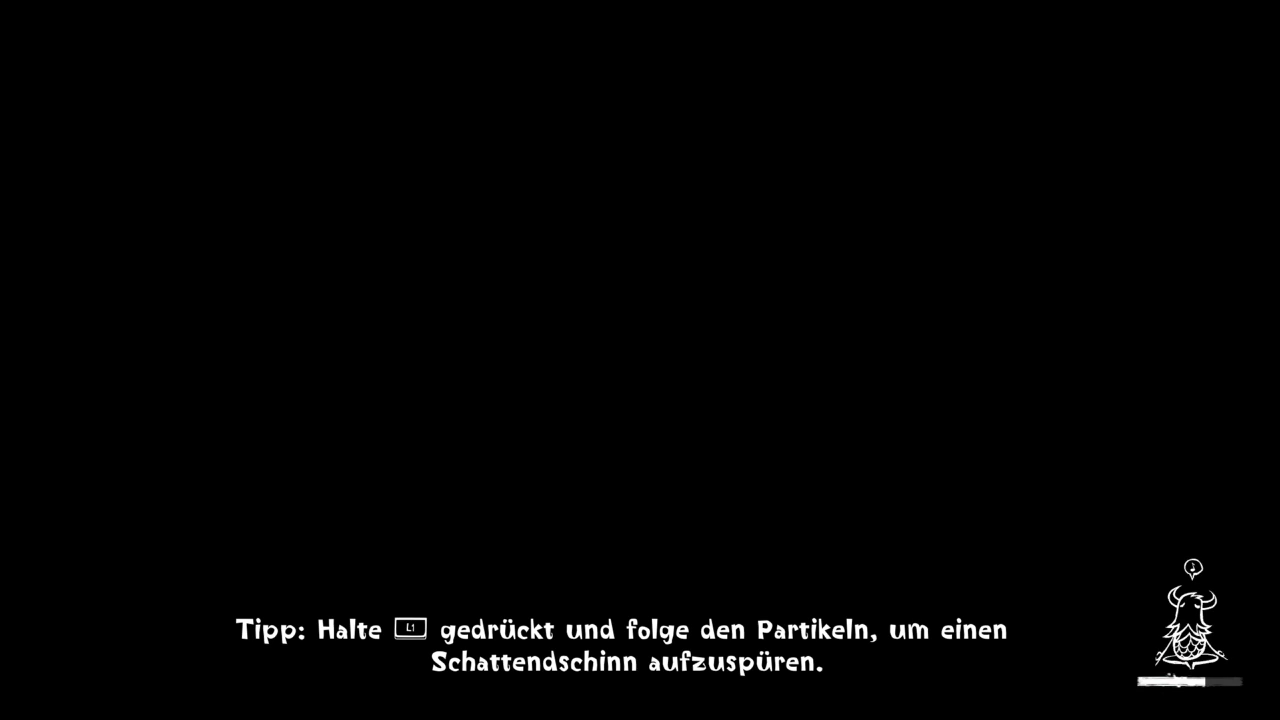 Tipp: Halte L1 gedrückt und folge den Partikeln, um einen
Schattendschinn aufzuspüren.